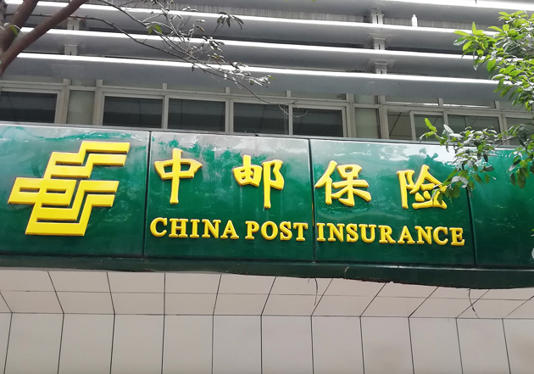 中邮保险
CHINA POST INSURANCE